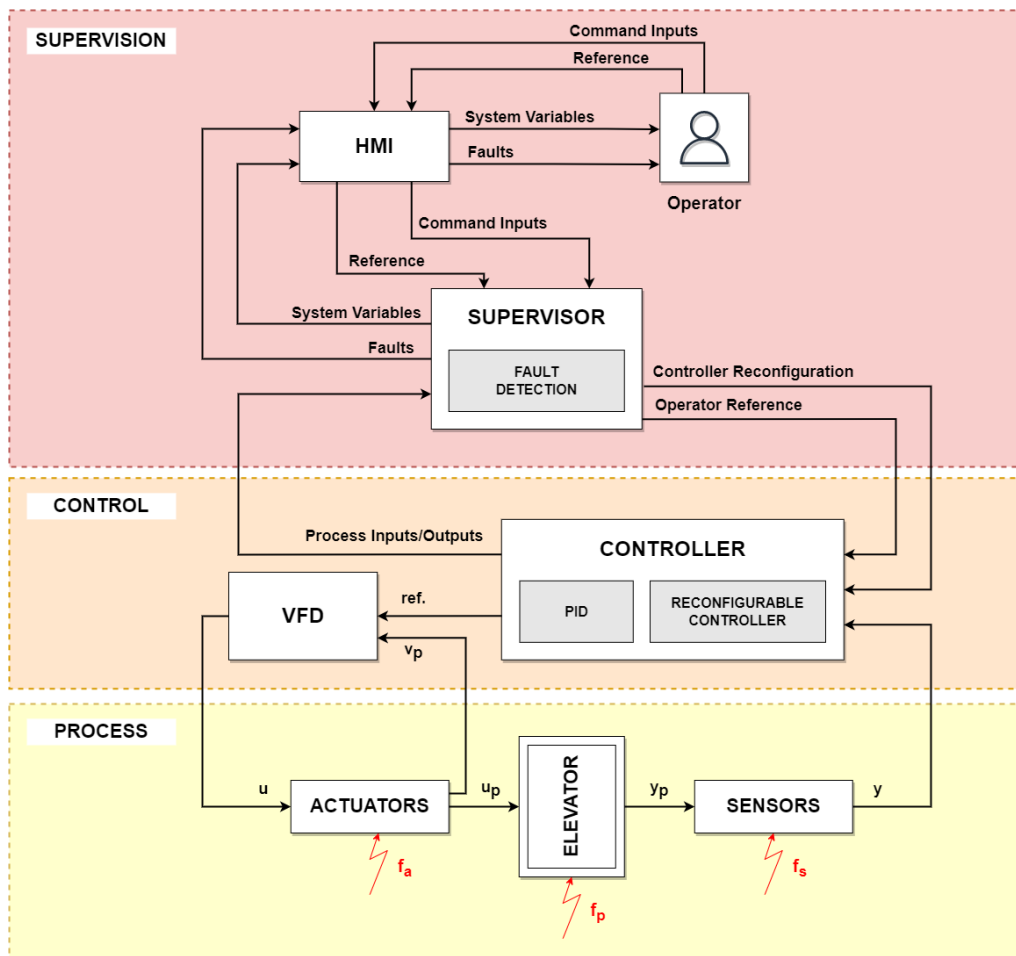 SUPERVISION
Command Inputs
Reference
HMI
System Variables
Faults
Operator
Command Inputs
Reference
System Variables
Faults
SUPERVISOR
FAULT
DETECTION
Controller Reconfiguration
Operator Reference
CONTROL
Process Inputs/Outputs
CONTROLLER
PID
RECONFIGURABLE
CONTROLLER
VFD
ref.
vp
PROCESS
u
ACTUATORS
up
ELEVATOR
yp
SENSORS
y
fa
fp
fs